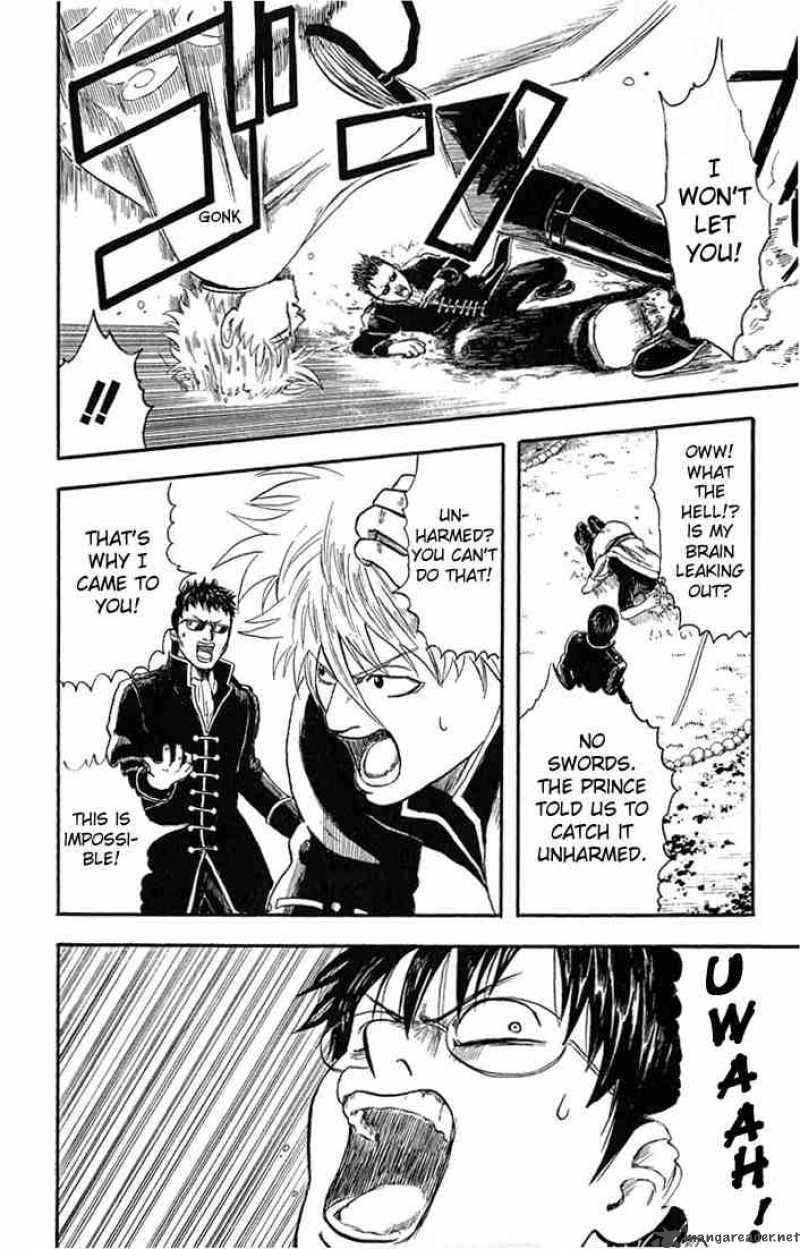 I
WON'T
LET
YOU!
ゴン
GONK
!!
OWW!
WHAT
THE
HELL!?
IS MY
BRAIN
LEAKING
OUT?
NO
SWORDS.
THE PRINCE
TOLD US TO
CATCH IT
UNHARMED.
UN-
HARMED?
YOU CAN'T
DO THAT!
THAT'S
WHY I
CAME TO
YOU!
THIS IS
IMPOSSI-
BLE!
UWAAH!
mangareader.net